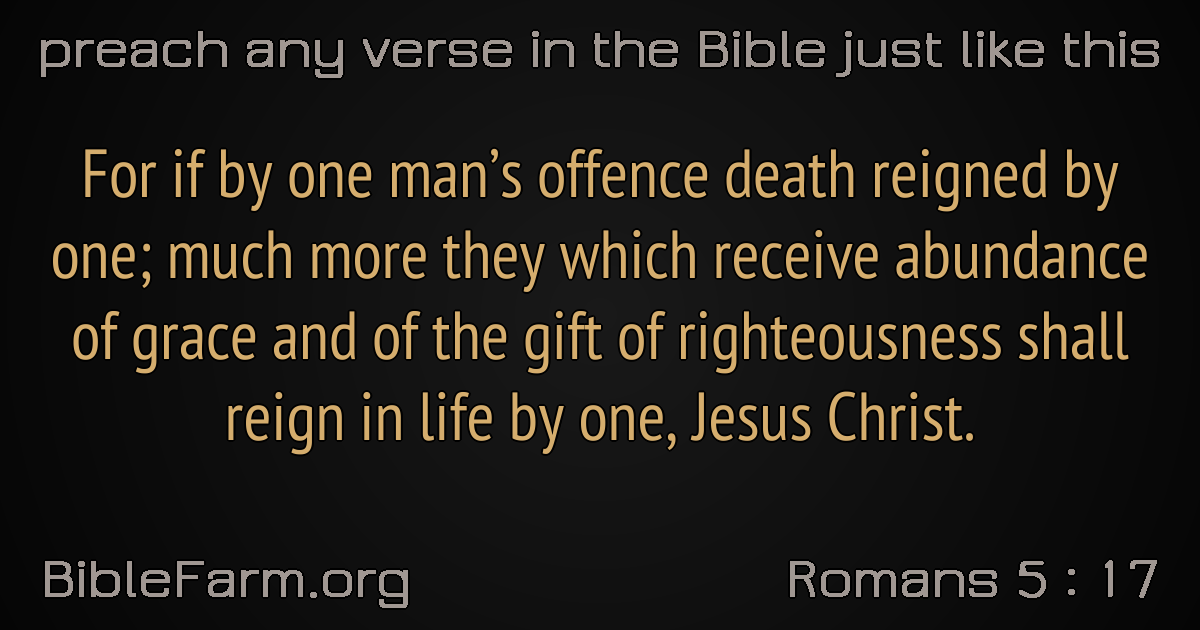 preach any verse in the Bible just like this
For if by one man’s offence death reigned by
one; much more they which receive abundance
of grace and of the gift of righteousness shall
reign in life by one, Jesus Christ.
BibleFarm.org
Romans 5 : 17